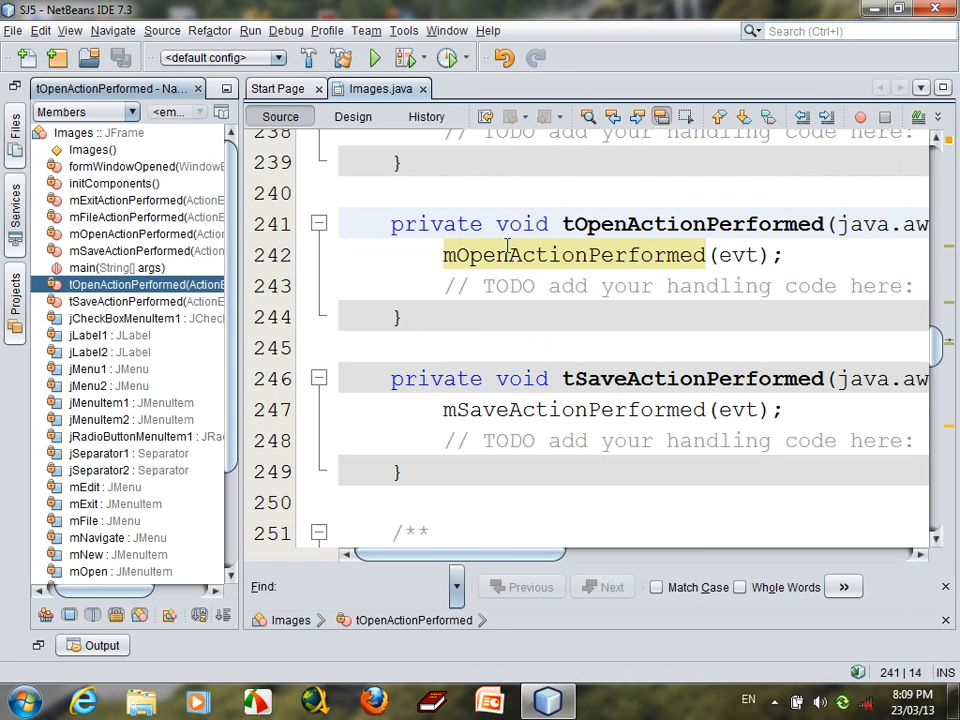 SJ5 - NetBeans IDE 7.3
File Edit View Navigate Source Refactor Run Debug Profile Team Tools Window Help
Search (Ctrl+I)
<default config>
tOpenActionPerformed - Na...
Start Page
Images.java
Members
<em...
Source
Design
History
Files
Services
Projects
Images :: JFrame
Images()
formWindowOpened(WindowE
initComponents()
mExitActionPerformed(ActionE
mFileActionPerformed(ActionE
mOpenActionPerformed(Action
mSaveActionPerformed(Action
main(String[] args)
tOpenActionPerformed(ActionE
tSaveActionPerformed(ActionE
jCheckBoxMenuItem1 : JChec
jLabel1 : JLabel
jLabel2 : JLabel
jMenu1 : JMenu
jMenu2 : JMenu
jMenuItem1 : JMenuItem
jMenuItem2 : JMenuItem
jRadioButtonMenuItem1 : JRa
jSeparator1 : Separator
jSeparator2 : Separator
mEdit : JMenu
mExit : JMenuItem
mFile : JMenu
mNavigate : JMenu
mNew : JMenuItem
mOpen : JMenuItem
238 // TODO add your handling code here:
239 }
240
241 private void tOpenActionPerformed(java.aw
242 mOpenActionPerformed(evt);
243 // TODO add your handling code here:
244 }
245
246 private void tSaveActionPerformed(java.aw
247 mSaveActionPerformed(evt);
248 // TODO add your handling code here:
249 }
250
251 /**
Find:
Previous
Next
Match Case
Whole Words
Images
tOpenActionPerformed
Output
241 | 14
INS
EN
8:09 PM
23/03/13